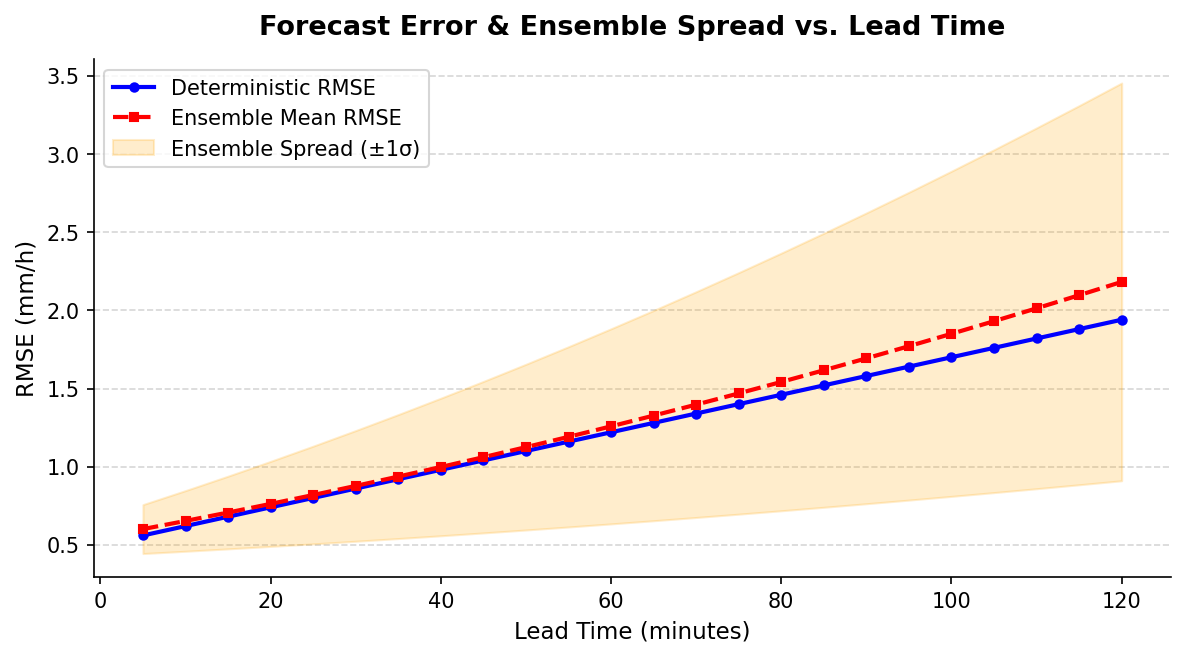 Forecast Error & Ensemble Spread vs. Lead Time
Deterministic RMSE
Ensemble Mean RMSE
Ensemble Spread (±1σ)
RMSE (mm/h)
3.5
3.0
2.5
2.0
1.5
1.0
0.5
0 20 40 60 80 100 120
Lead Time (minutes)